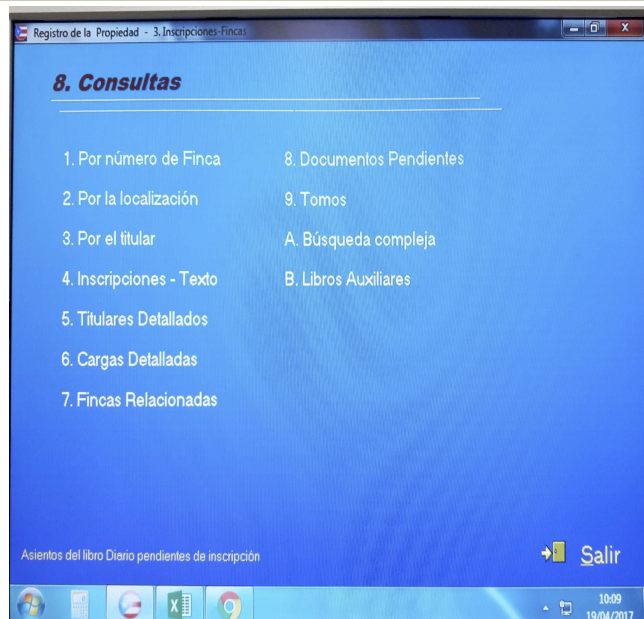 Registro de la Propiedad - 3. Inscripciones-Fincas
8. Consultas
1. Por número de Finca
2. Por la localización
3. Por el titular
4. Inscripciones - Texto
5. Titulares Detallados
6. Cargas Detalladas
7. Fincas Relacionadas
8. Documentos Pendientes
9. Tomos
A. Búsqueda compleja
B. Libros Auxiliares
Asientos del libro Diario pendientes de inscripción
Salir
10:09
19/04/2017